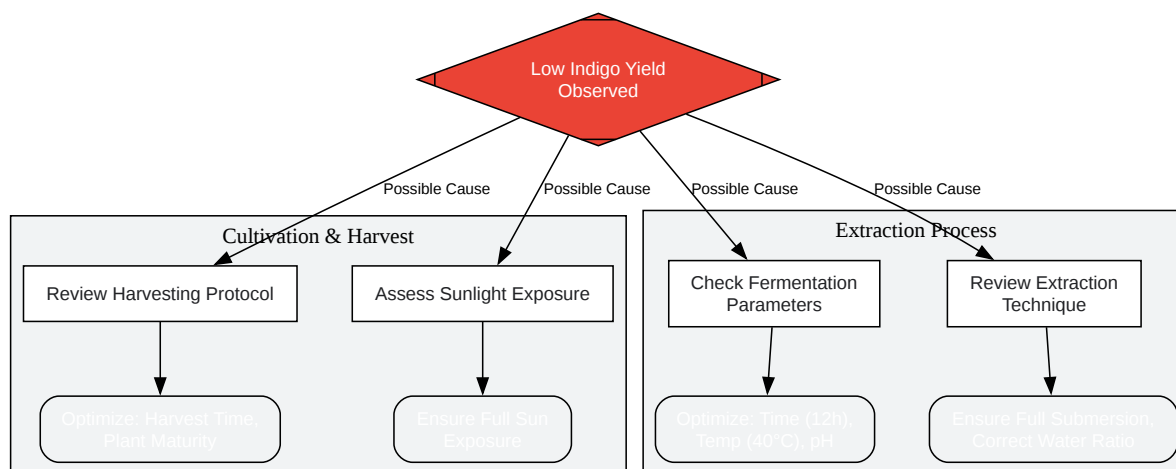 Low Indigo Yield
Observed
Possible Cause
Possible Cause
Possible Cause
Possible Cause
Cultivation & Harvest
Extraction Process
Review Harvesting Protocol
Assess Sunlight Exposure
Check Fermentation
Parameters
Review Extraction
Technique
Optimize: Harvest Time,
Plant Maturity
Ensure Full Sun
Exposure
Optimize: Time (12h),
Temp (40°C), pH
Ensure Full Submersion,
Correct Water Ratio